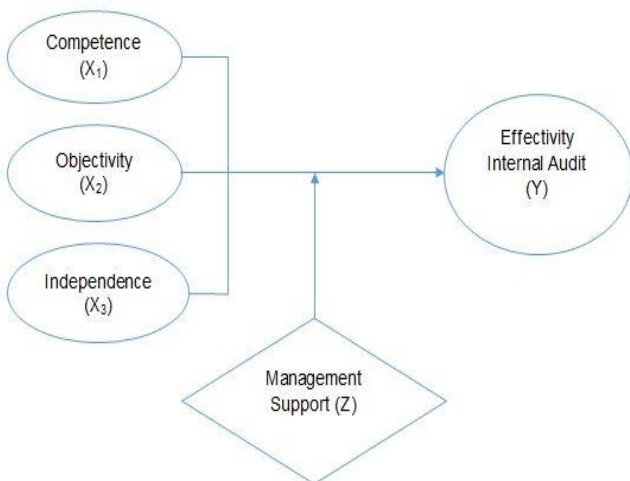 Competence
(X₁)
Objectivity
(X₂)
Independence
(X₃)
Effectivity
Internal Audit
(Y)
Management
Support (Z)